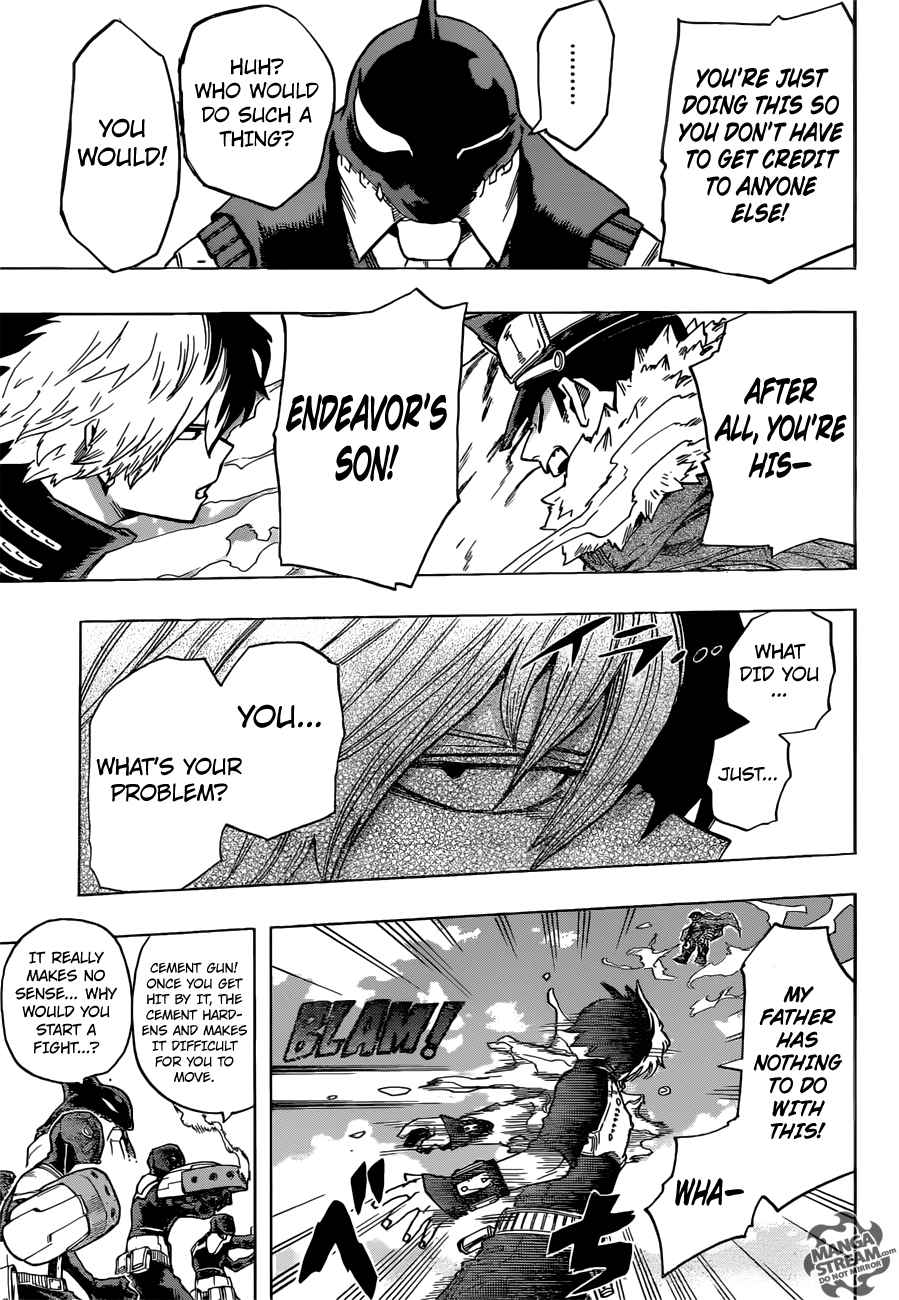 YOU'RE JUST
DOING THIS SO
YOU DON'T HAVE
TO GET CREDIT
TO ANYONE
ELSE!
..........
HUH?
WHO WOULD
DO SUCH A
THING?
YOU
WOULD!
AFTER
ALL, YOU'RE
HIS—
ENDEAVOR'S
SON!
WHAT
DID YOU
...
JUST...
YOU...
WHAT'S YOUR
PROBLEM?
MY
FATHER
HAS
NOTHING
TO DO
WITH
THIS!
WHA—
BLAM!
CEMENT GUN!
ONCE YOU GET
HIT BY IT, THE
CEMENT HARD-
ENS AND MAKES
IT DIFFICULT
FOR YOU TO
MOVE.
IT REALLY
MAKES NO
SENSE... WHY
WOULD YOU
START A
FIGHT...?
MANGA
STREAM.com
DO NOT MIRROR